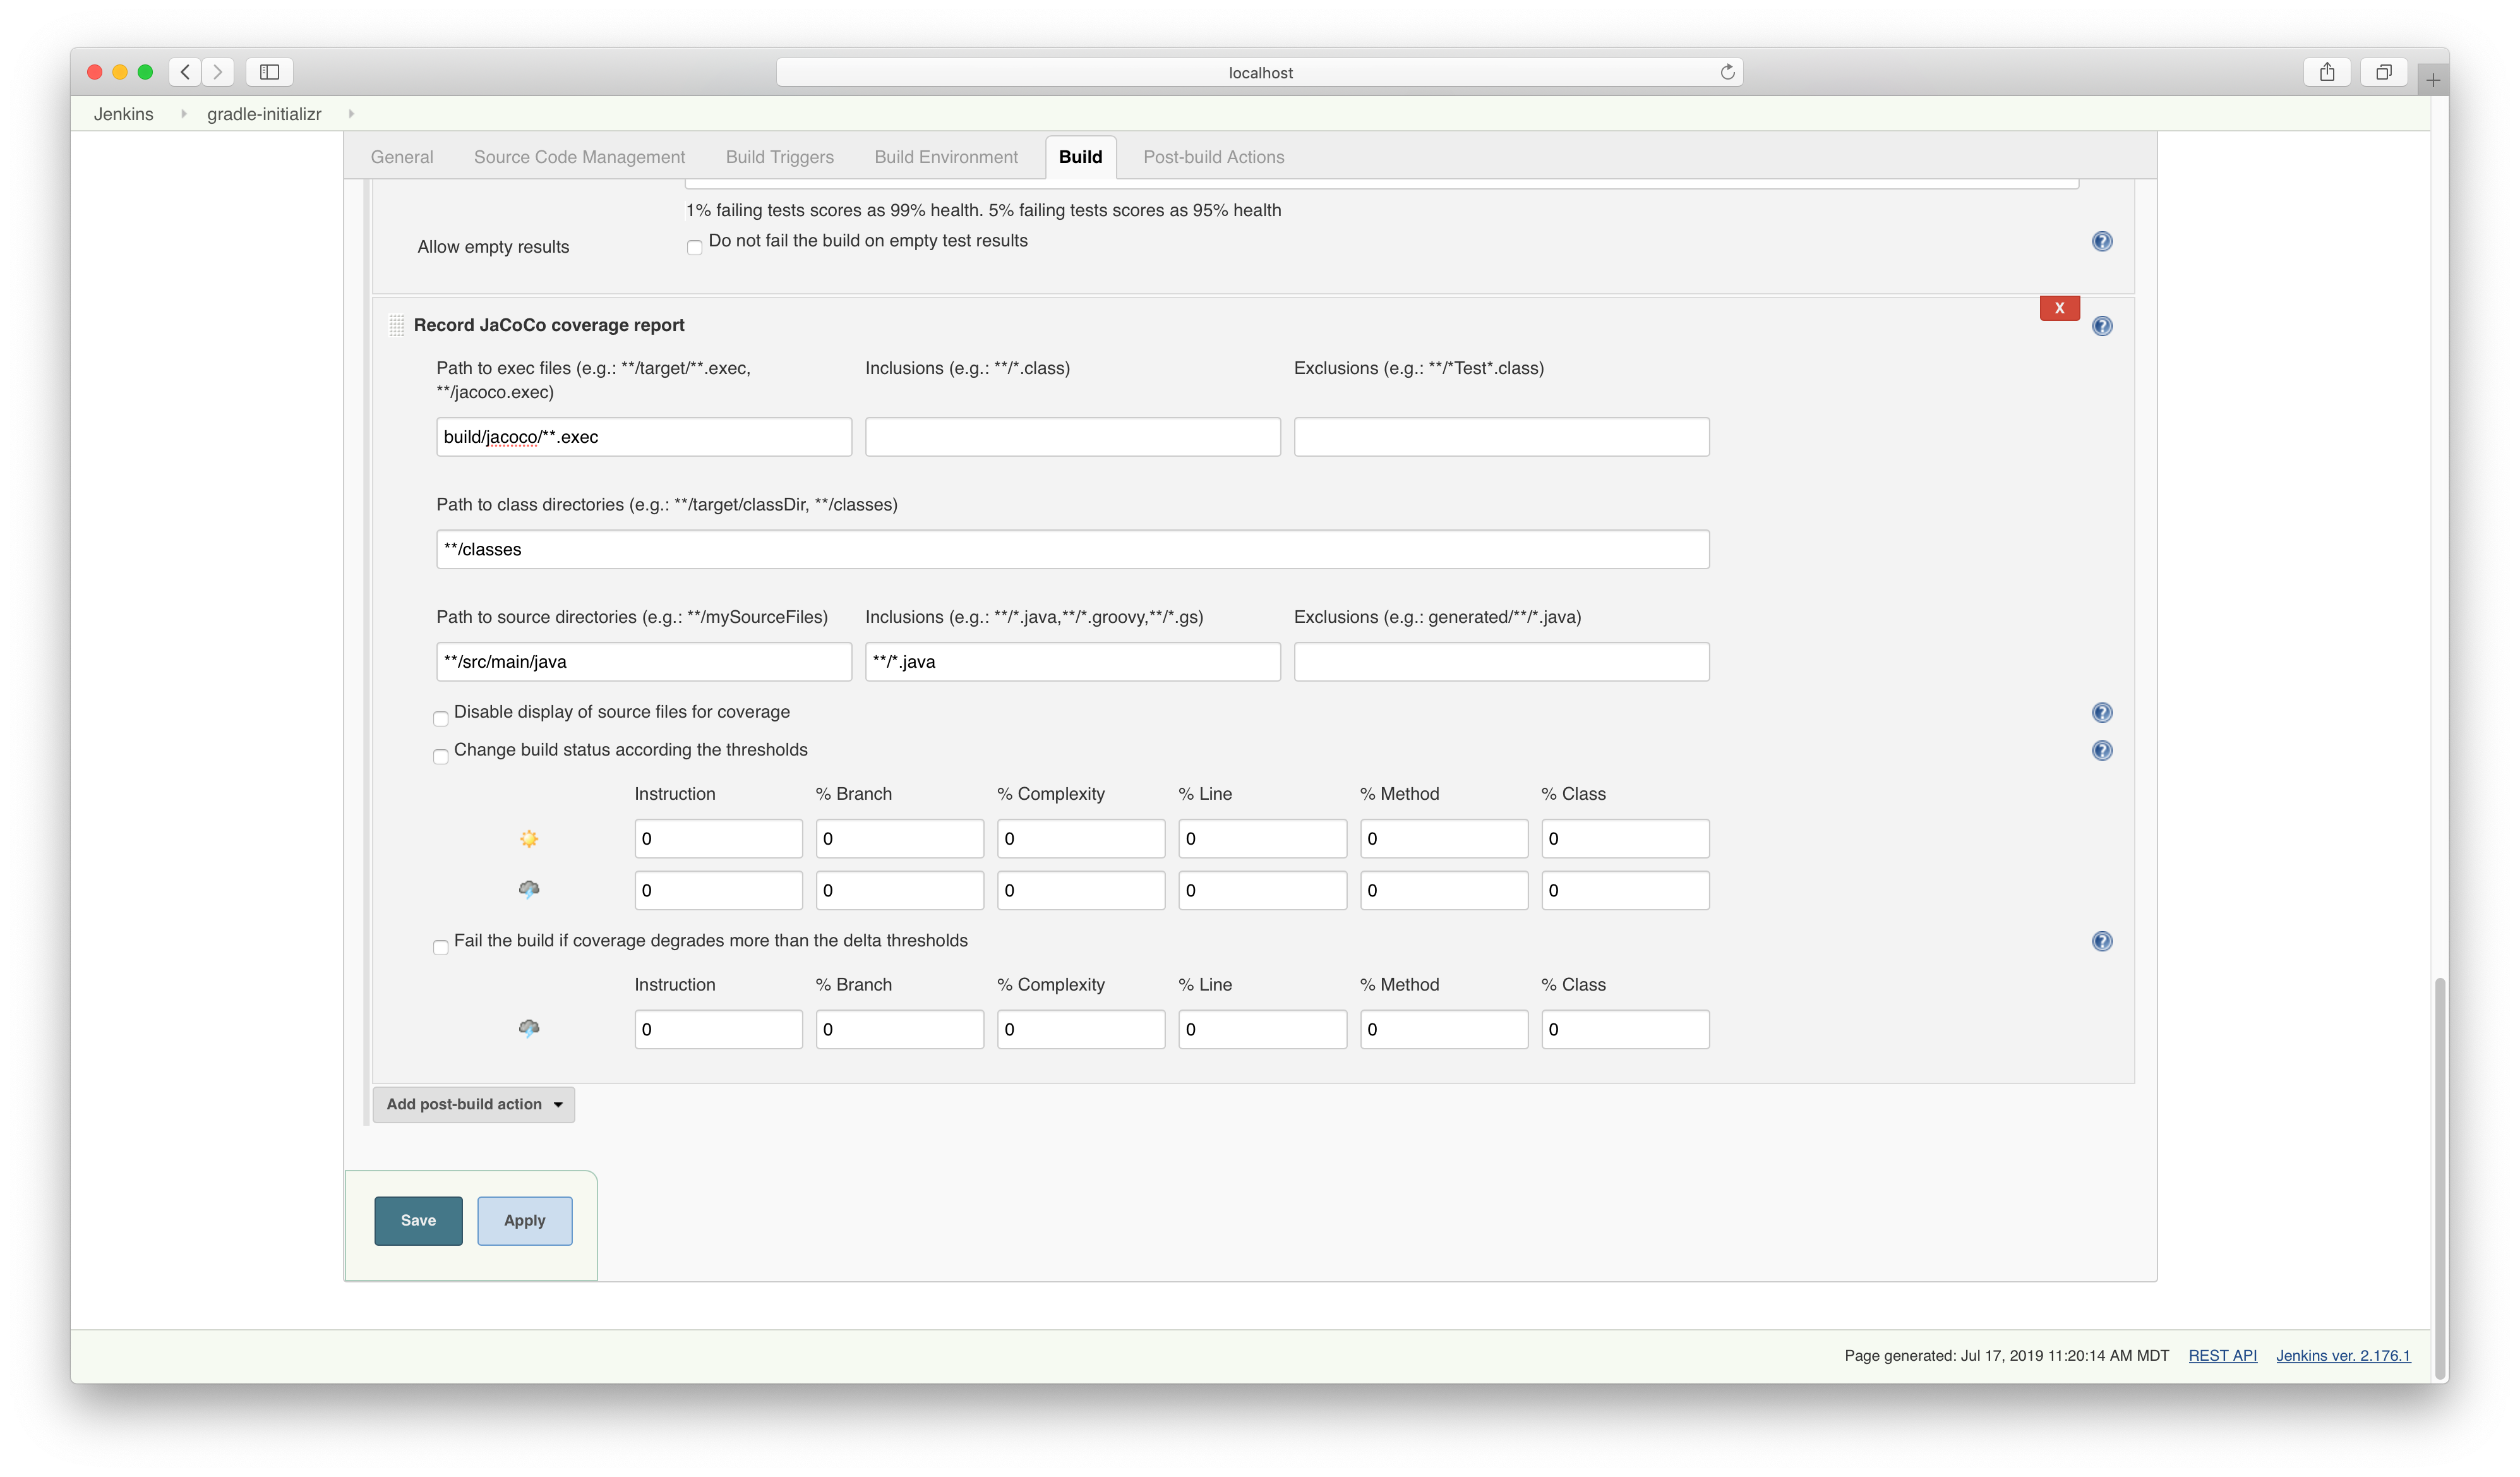 localhost
Jenkins gradle-initializr
General Source Code Management Build Triggers Build Environment Build Post-build Actions
1% failing tests scores as 99% health. 5% failing tests scores as 95% health
Allow empty results Do not fail the build on empty test results
X
Record JaCoCo coverage report
Path to exec files (e.g.: **/target/**.exec, Inclusions (e.g.: **/*.class) Exclusions (e.g.: **/*Test*.class)
**/jacoco.exec)
build/jacoco/**.exec
Path to class directories (e.g.: **/target/classDir, **/classes)
**/classes
Path to source directories (e.g.: **/mySourceFiles) Inclusions (e.g.: **/*.java,**/*.groovy,**/*.gs) Exclusions (e.g.: generated/**/*.java)
**/src/main/java **/*.java
Disable display of source files for coverage
Change build status according the thresholds
Instruction % Branch % Complexity % Line % Method % Class
0 0 0 0 0 0
0 0 0 0 0 0
Fail the build if coverage degrades more than the delta thresholds
Instruction % Branch % Complexity % Line % Method % Class
0 0 0 0 0 0
Add post-build action
Save Apply
Page generated: Jul 17, 2019 11:20:14 AM MDT REST API Jenkins ver. 2.176.1